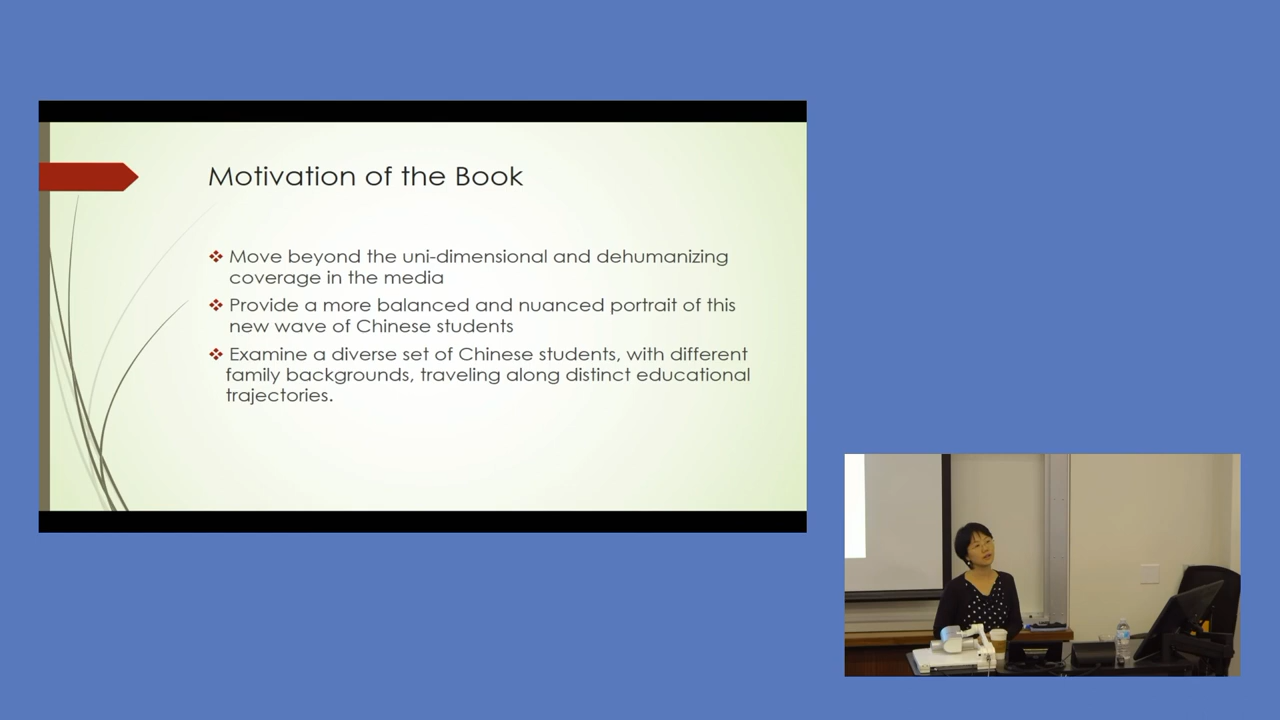 Motivation of the Book
Move beyond the uni-dimensional and dehumanizing
coverage in the media
Provide a more balanced and nuanced portrait of this
new wave of Chinese students
Examine a diverse set of Chinese students, with different
family backgrounds, traveling along distinct educational
trajectories.